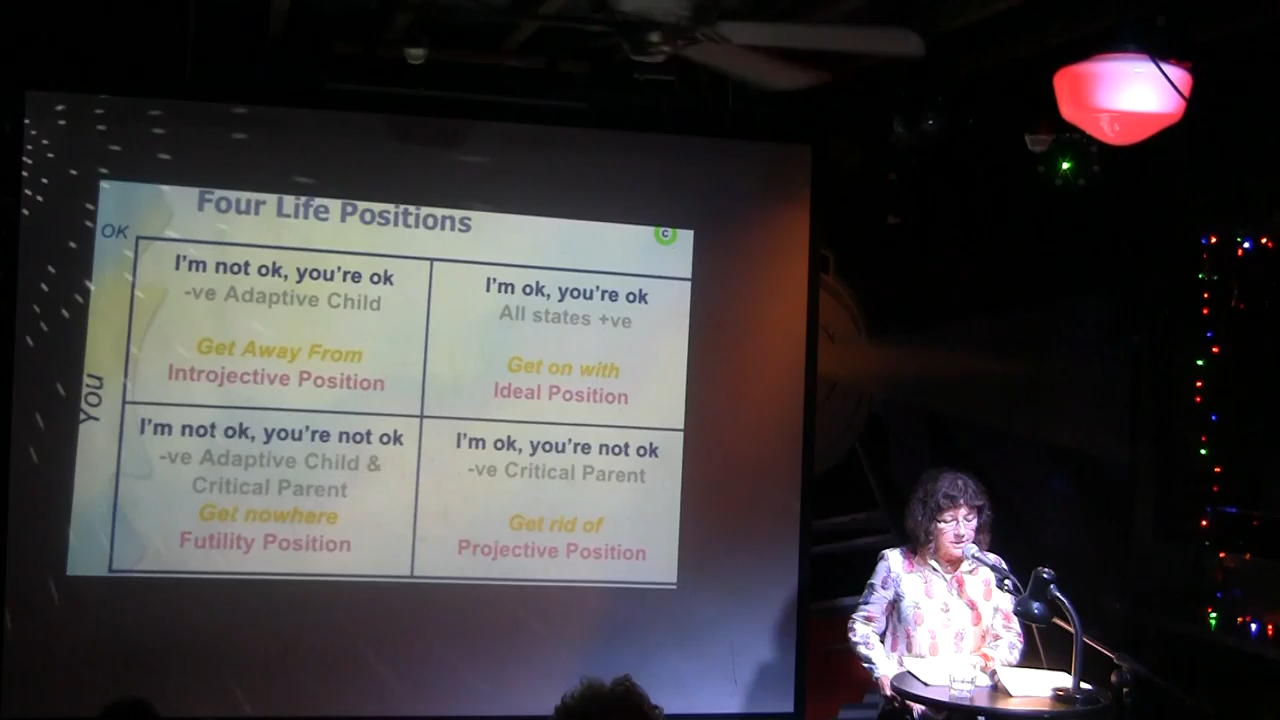 Four Life Positions
C
OK
You
I'm not ok, you're ok
-ve Adaptive Child
Get Away From
Introjective Position
I'm ok, you're ok
All states +ve
Get on with
Ideal Position
I'm not ok, you're not ok
-ve Adaptive Child &
Critical Parent
Get nowhere
Futility Position
I'm ok, you're not ok
-ve Critical Parent
Get rid of
Projective Position